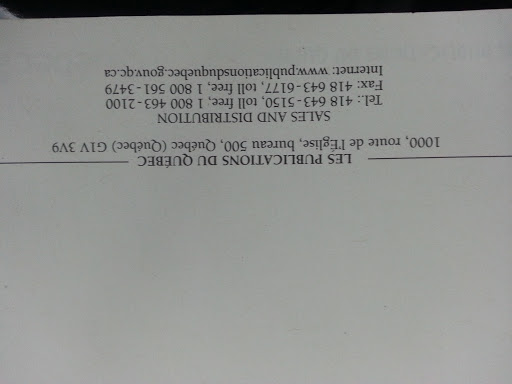 LES PUBLICATIONS DU QUÉBEC
1000, route de l'Église, bureau 500, Québec (Québec) G1V 3V9
SALES AND DISTRIBUTION
Tel.: 418 643-5150, toll free, 1 800 463-2100
Fax: 418 643-6177, toll free, 1 800 561-3479
Internet: www.publicationsduquebec.gouv.qc.ca